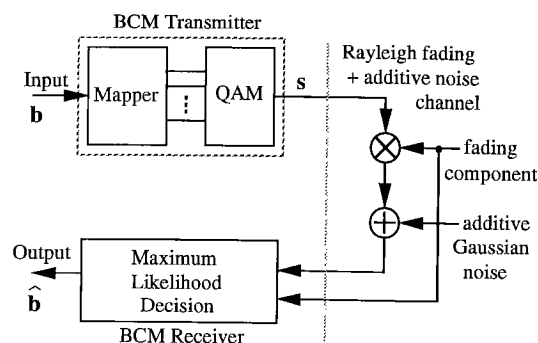 BCM Transmitter
Input
b
Mapper
QAM
s
Rayleigh fading
+ additive noise
channel
fading
component
additive
Gaussian
noise
Output
b̂
Maximum
Likelihood
Decision
BCM Receiver